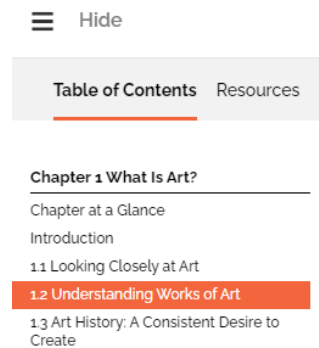 Hide
Table of Contents Resources
Chapter 1 What Is Art?
Chapter at a Glance
Introduction
1.1 Looking Closely at Art
1.2 Understanding Works of Art
1.3 Art History: A Consistent Desire to
Create